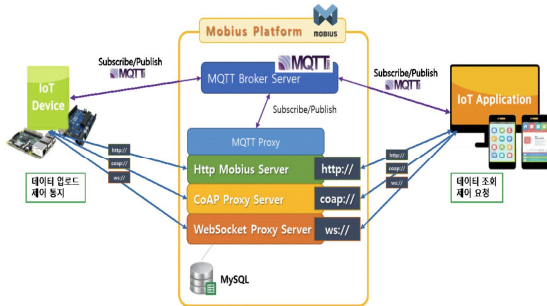 Mobius Platform
MOBIUS
Subscribe/Publish
MQTT
MQTT
MQTT Broker Server
Subscribe/Publish
MQTT
IoT
Device
IoT Application
Subscribe/Publish
MQTT Proxy
http://
coap://
ws://
Http Mobius Server
http://
CoAP Proxy Server
coap://
WebSocket Proxy Server
ws://
http://
coap://
ws://
데이터 업로드
제어 통지
데이터 조회
제어 요청
MySQL